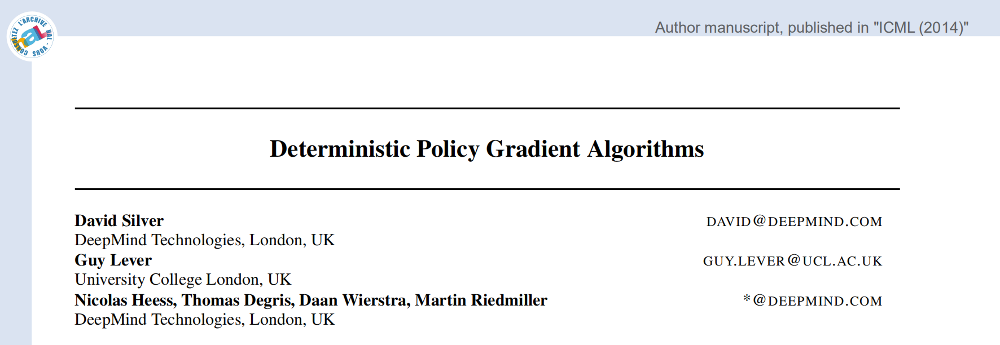 CONSULTEZ L'ARCHIVE HAL - VOUS
hal
Author manuscript, published in "ICML (2014)"
Deterministic Policy Gradient Algorithms
David Silver DAVID@DEEPMIND.COM
DeepMind Technologies, London, UK
Guy Lever GUY.LEVER@UCL.AC.UK
University College London, UK
Nicolas Heess, Thomas Degris, Daan Wierstra, Martin Riedmiller *@DEEPMIND.COM
DeepMind Technologies, London, UK